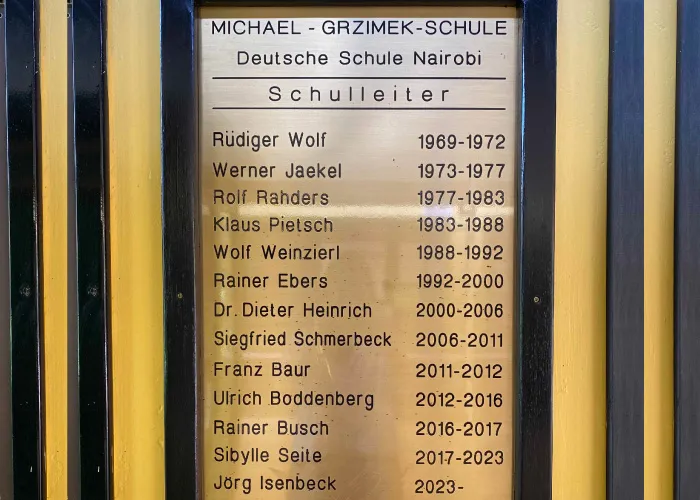 MICHAEL - GRZIMEK-SCHULE
Deutsche Schule Nairobi
Schulleiter
Rüdiger Wolf 1969-1972
Werner Jaekel 1973-1977
Rolf Rahders 1977-1983
Klaus Pietsch 1983-1988
Wolf Weinzierl 1988-1992
Rainer Ebers 1992-2000
Dr. Dieter Heinrich 2000-2006
Siegfried Schmerbeck 2006-2011
Franz Baur 2011-2012
Ulrich Boddenberg 2012-2016
Rainer Busch 2016-2017
Sibylle Seite 2017-2023
Jörg Isenbeck 2023-